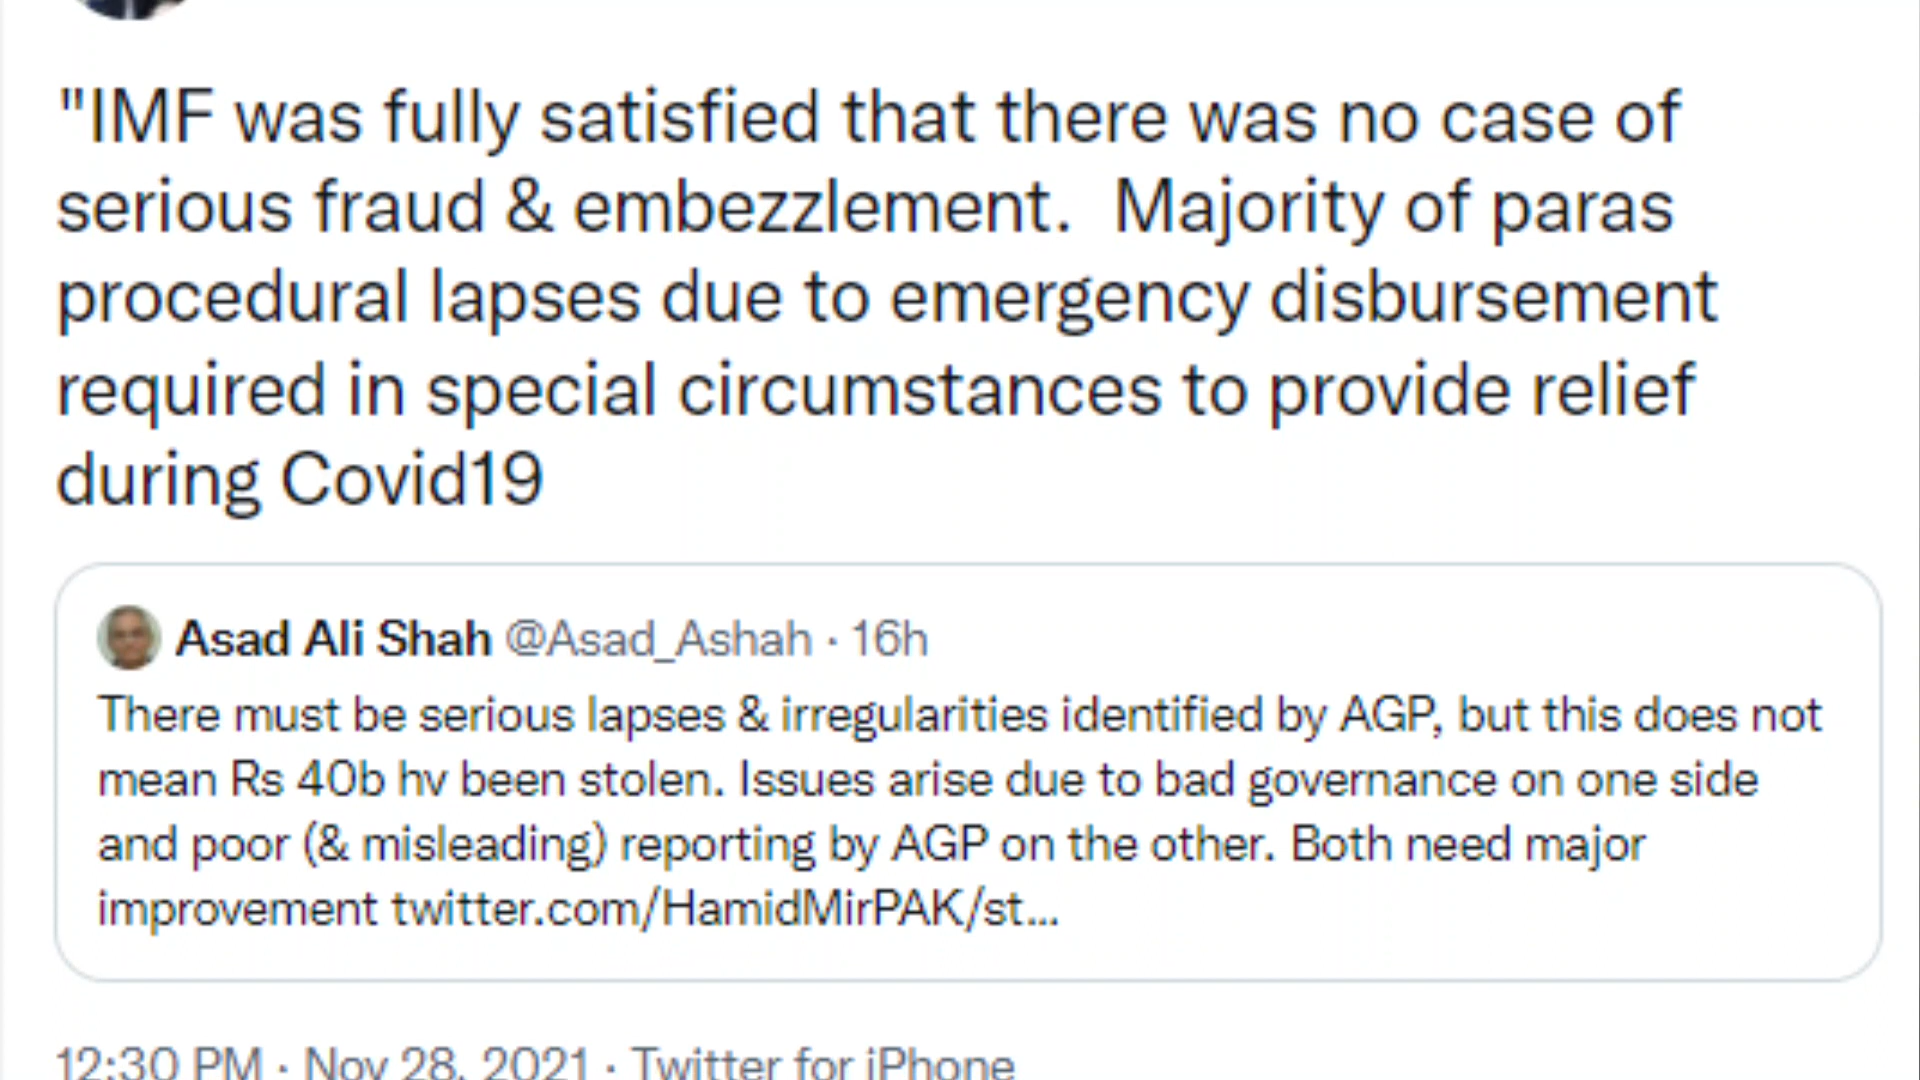 "IMF was fully satisfied that there was no case of
serious fraud & embezzlement.  Majority of paras
procedural lapses due to emergency disbursement
required in special circumstances to provide relief
during Covid19
Asad Ali Shah @Asad_Ashah · 16h
There must be serious lapses & irregularities identified by AGP, but this does not
mean Rs 40b hv been stolen. Issues arise due to bad governance on one side
and poor (& misleading) reporting by AGP on the other. Both need major
improvement twitter.com/HamidMirPAK/st...
12:30 PM · Nov 28, 2021 · Twitter for iPhone